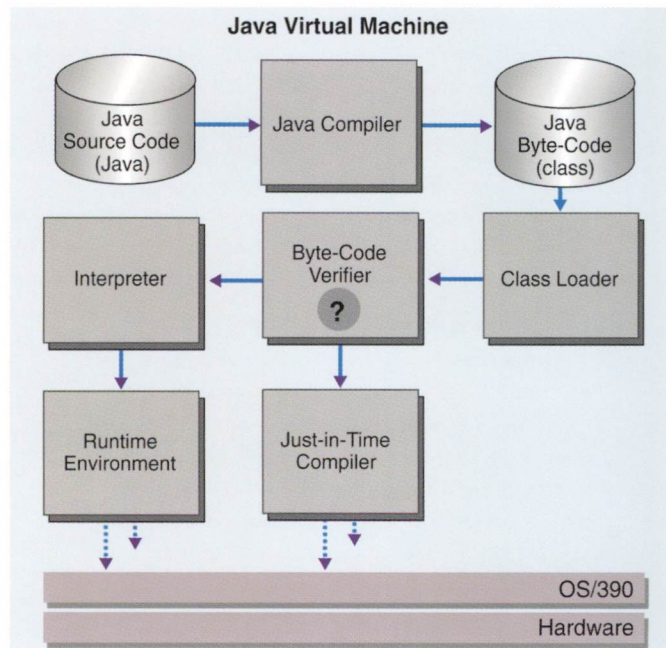 Java Virtual Machine
Java
Source Code
(Java)
Java Compiler
Java
Byte-Code
(class)
Interpreter
Byte-Code
Verifier
?
Class Loader
Runtime
Environment
Just-in-Time
Compiler
OS/390
Hardware